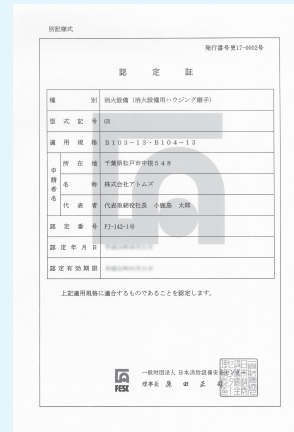 別記様式
発行番号更17-0002号
認定証
種別 消火設備（消火設備用ハウジング継手）
型式記号 GR
適用規格 B103-13・B104-13
申請者名
所在地 千葉県松戸市中根548
名称 株式会社アトムズ
代表者 代表取締役社長 小鹿島 太郎
認定番号 PJ-142-1号
認定年月日
認定有効期限
上記適用規格に適合するものであることを認定します。
FESC
一般財団法人 日本消防設備安全センター
理事長